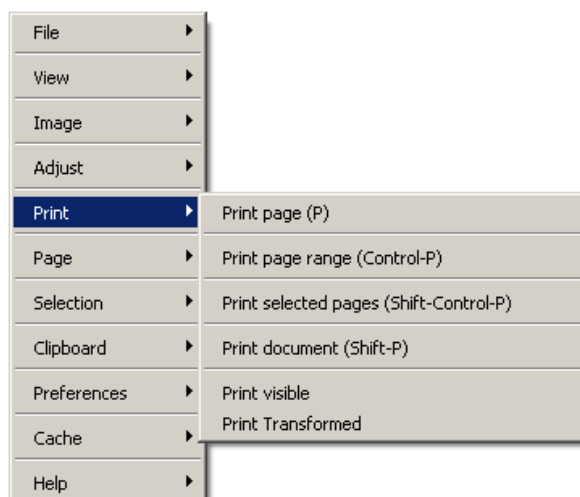 File
View
Image
Adjust
Print
Page
Selection
Clipboard
Preferences
Cache
Help
Print page (P)
Print page range (Control-P)
Print selected pages (Shift-Control-P)
Print document (Shift-P)
Print visible
Print Transformed